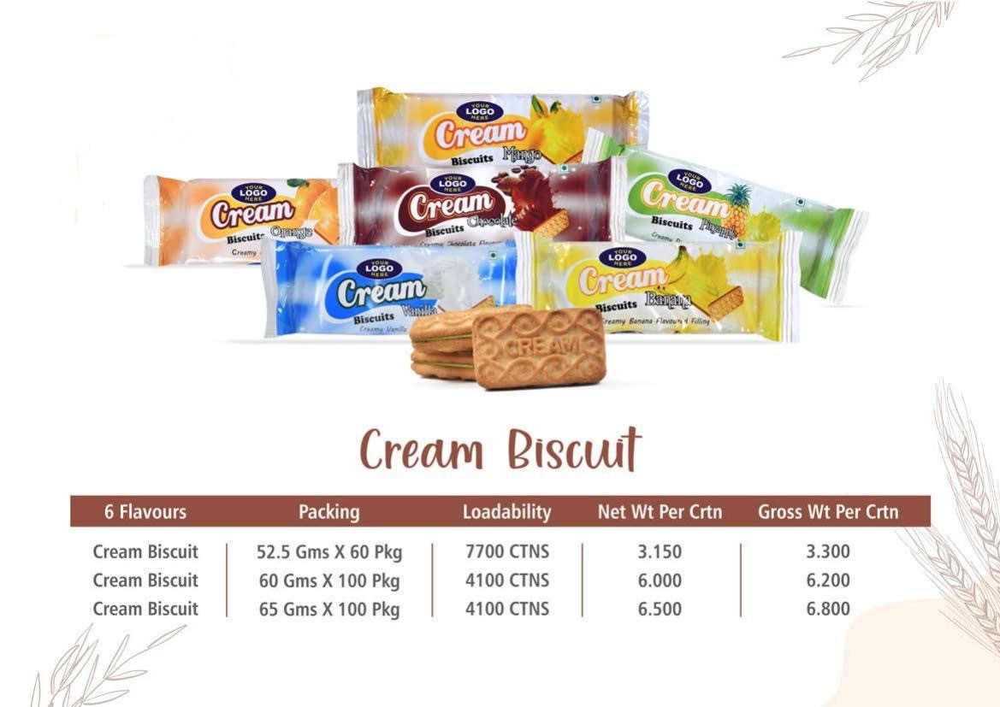 YOUR
LOGO
HERE
Cream
Biscuits Mango
YOUR
LOGO
HERE
Cream
Biscuits Orange
Creamy
YOUR
LOGO
HERE
Cream
Biscuits Chocolate
Creamy Chocolate
YOUR
LOGO
HERE
Cream
Biscuits Pineapple
Creamy
YOUR
LOGO
HERE
Cream
Biscuits Vanilla
Creamy Vanilla
YOUR
LOGO
HERE
Cream
Biscuits Banana
Creamy Banana Flavoured Filling
CREAM
Cream Biscuit
6 Flavours Packing Loadability Net Wt Per Crtn Gross Wt Per Crtn
Cream Biscuit 52.5 Gms X 60 Pkg 7700 CTNS 3.150 3.300
Cream Biscuit 60 Gms X 100 Pkg 4100 CTNS 6.000 6.200
Cream Biscuit 65 Gms X 100 Pkg 4100 CTNS 6.500 6.800